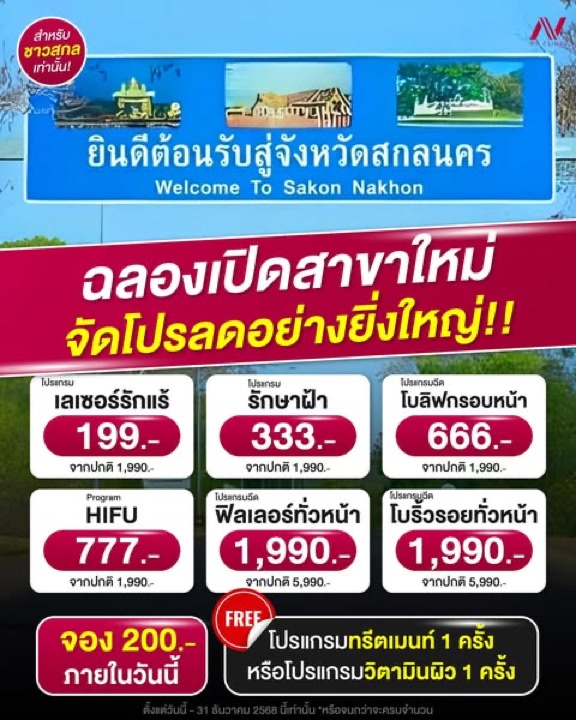 สำหรับ
ชาวสกล
เท่านั้น!
ยินดีต้อนรับสู่จังหวัดสกลนคร
Welcome To Sakon Nakhon
ฉลองเปิดสาขาใหม่
จัดโปรลดอย่างยิ่งใหญ่!!
โปรแกรม
เลเซอร์รักแร้
199.-
จากปกติ 1,990.-
โปรแกรม
รักษาฝ้า
333.-
จากปกติ 1,990.-
โปรแกรมฉีด
โบลิฟกรอบหน้า
666.-
จากปกติ 1,990.-
Program
HIFU
777.-
จากปกติ 1,990.-
โปรแกรมฉีด
ฟิลเลอร์ทั่วหน้า
1,990.-
จากปกติ 5,990.-
โปรแกรมฉีด
โบริ้วรอยทั่วหน้า
1,990.-
จากปกติ 5,990.-
จอง 200.-
ภายในวันนี้
FREE
โปรแกรมทรีตเมนท์ 1 ครั้ง
หรือโปรแกรมวิตามินผิว 1 ครั้ง
ตั้งแต่วันนี้ - 31 ธันวาคม 2568 นี้เท่านั้น *หรือจนกว่าจะครบจำนวน